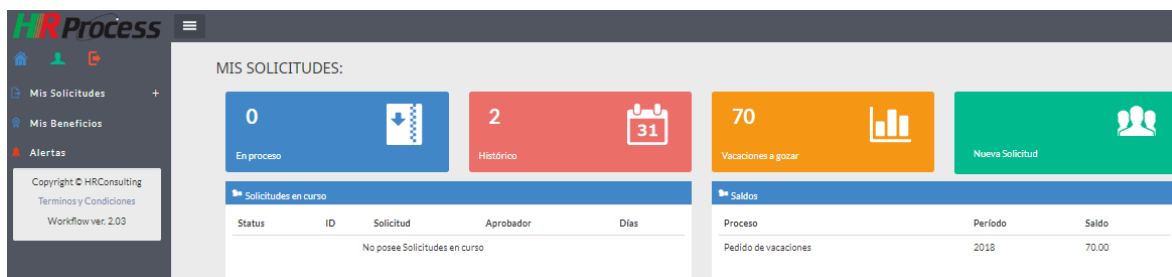 HRProcess
Mis Solicitudes +
Mis Beneficios
Alertas
Copyright © HRConsulting
Terminos y Condiciones
Workflow ver. 2.03
MIS SOLICITUDES:
0
En proceso
2
31
Histórico
70
Vacaciones a gozar
Nueva Solicitud
Solicitudes en curso
Status ID Solicitud Aprobador Días
No posee Solicitudes en curso
Saldos
Proceso Período Saldo
Pedido de vacaciones 2018 70.00